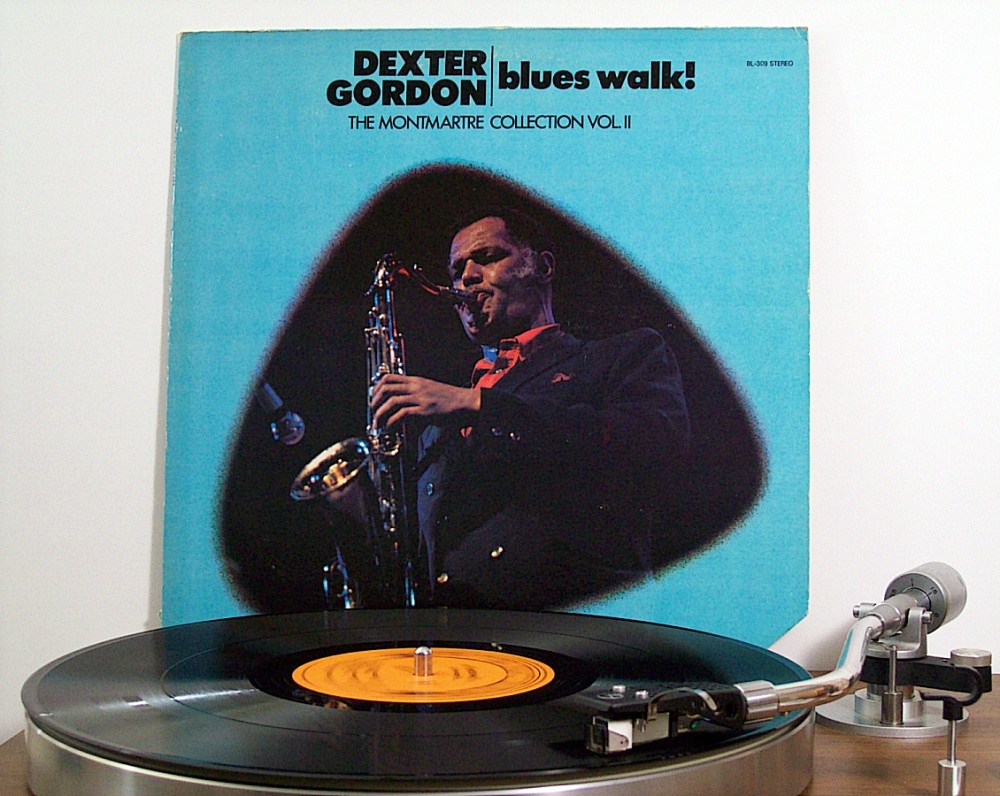 DEXTER GORDON
blues walk!
THE MONTMARTRE COLLECTION VOL. II
BL-309 STEREO